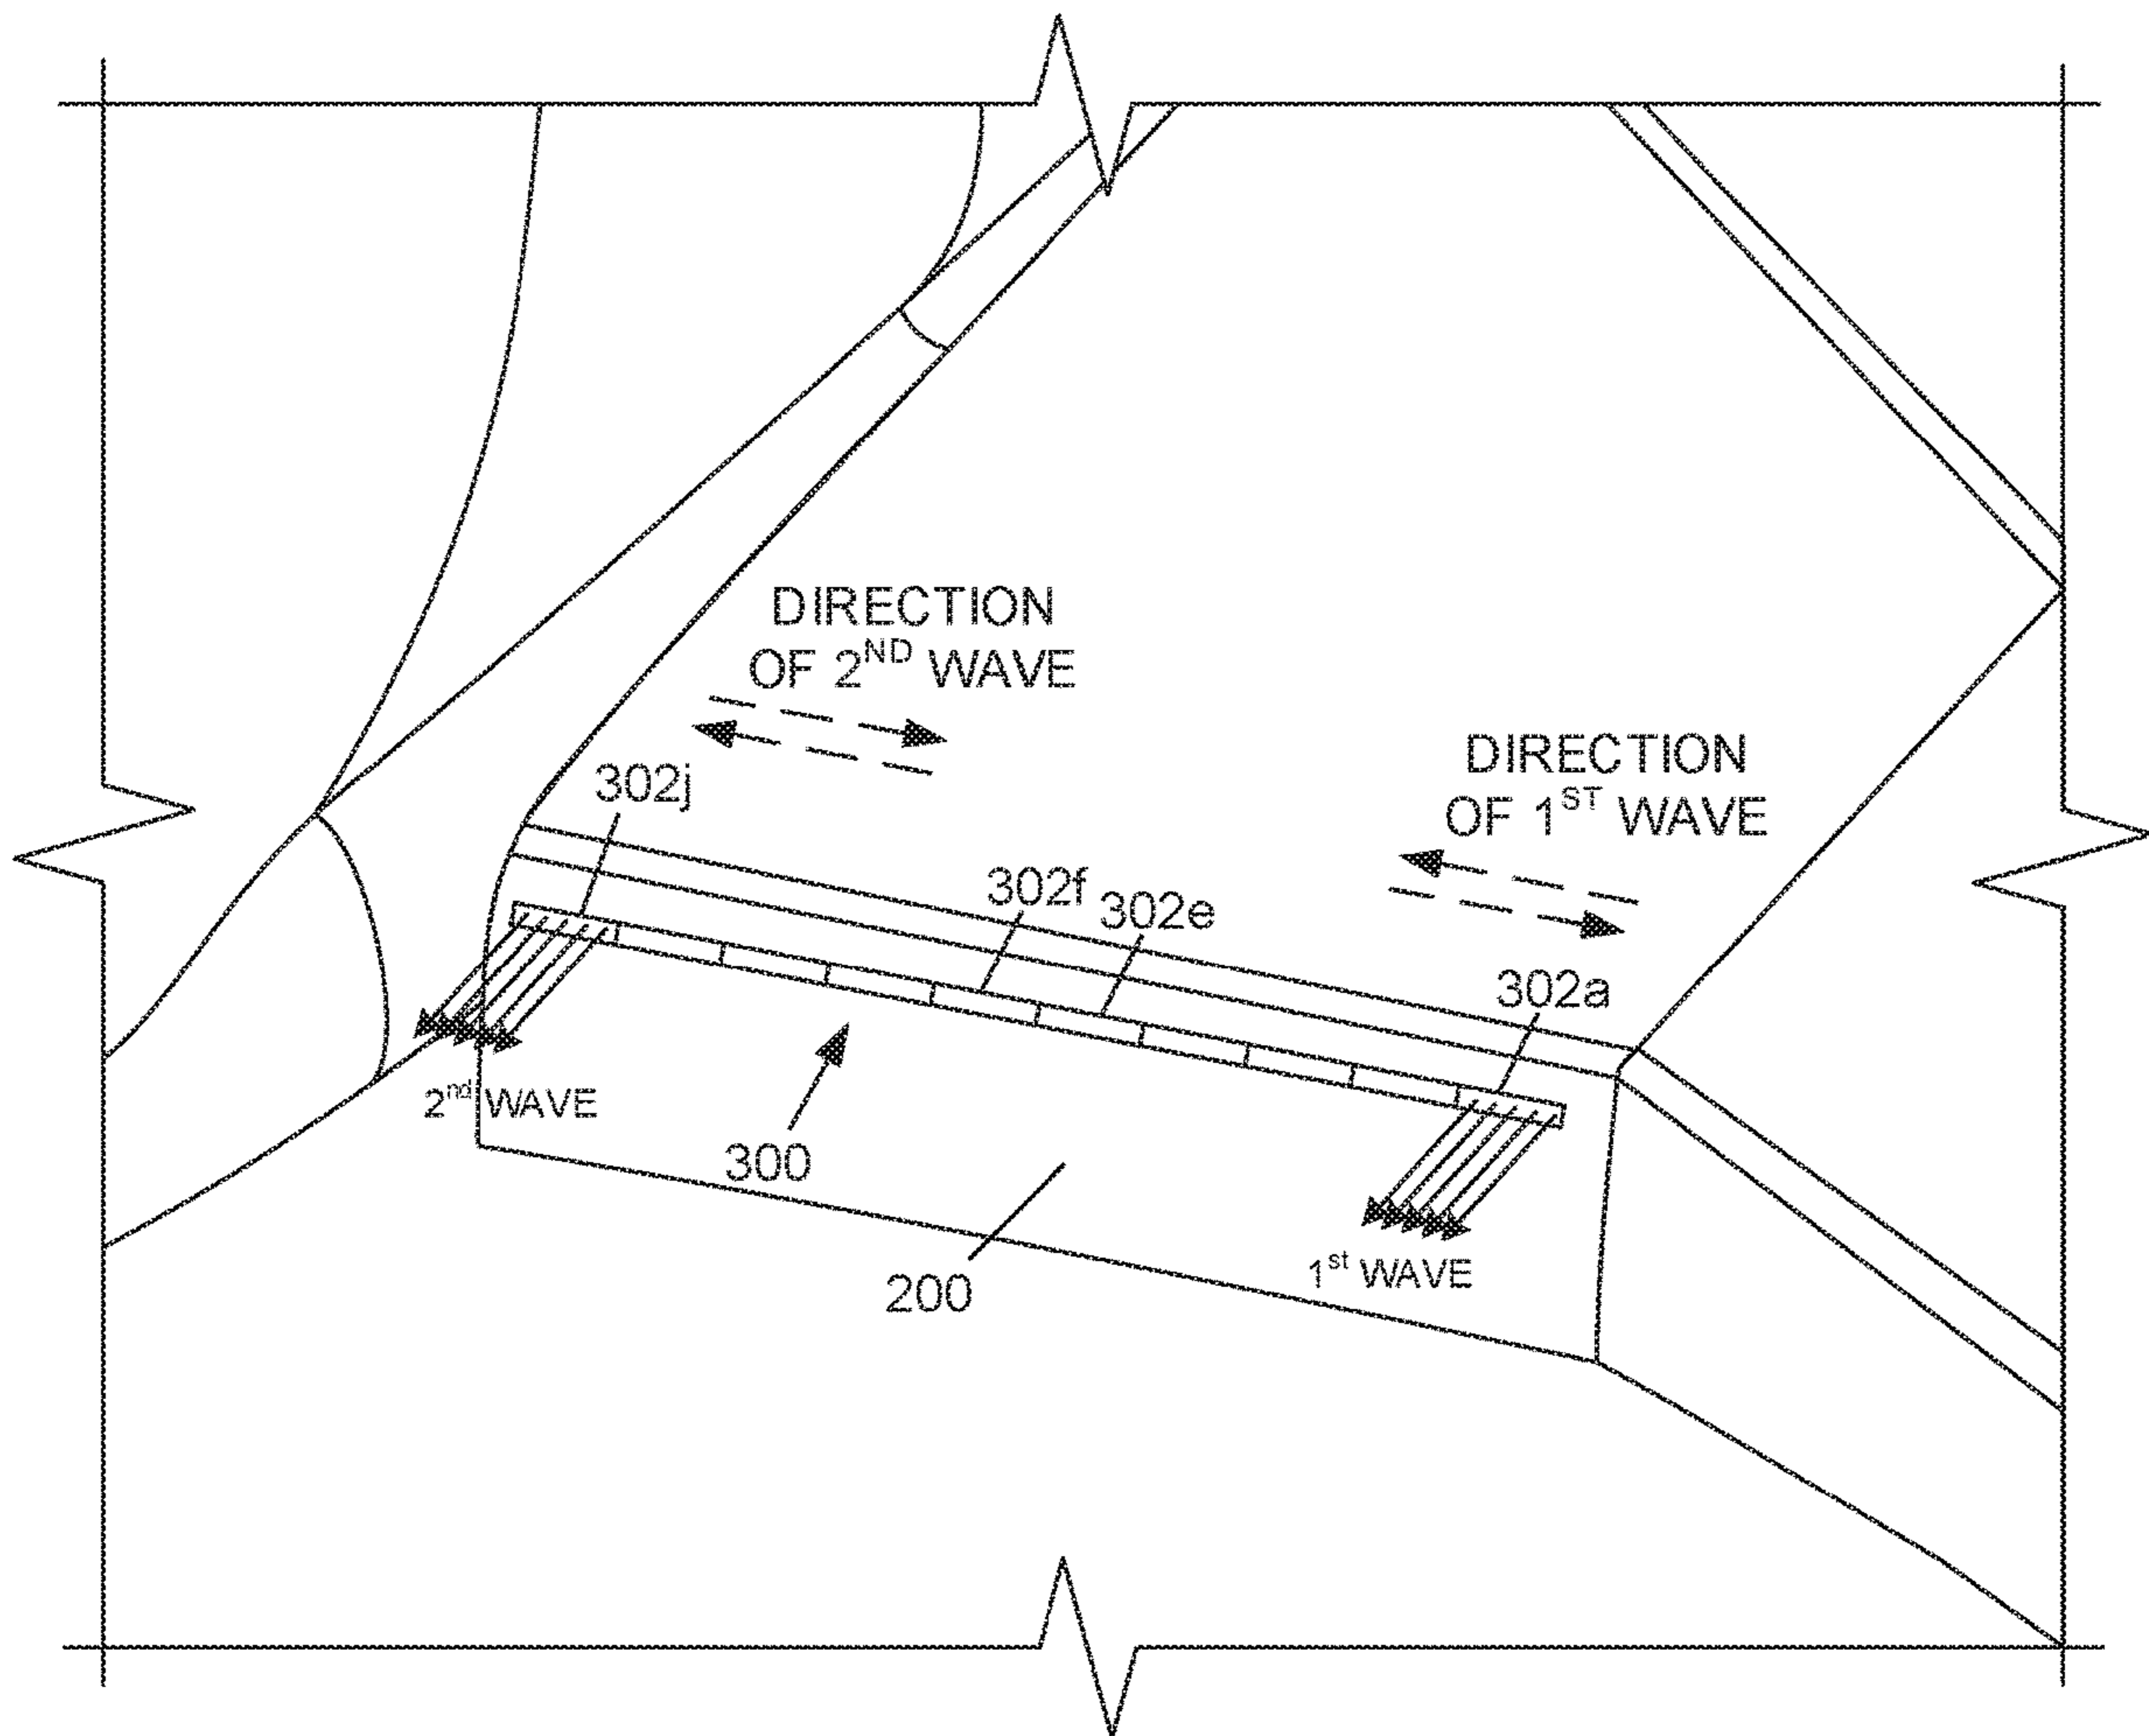 DIRECTION
OF 2ND WAVE
DIRECTION
OF 1ST WAVE
302j
302f
302e
302a
2nd WAVE
300
200
1st WAVE